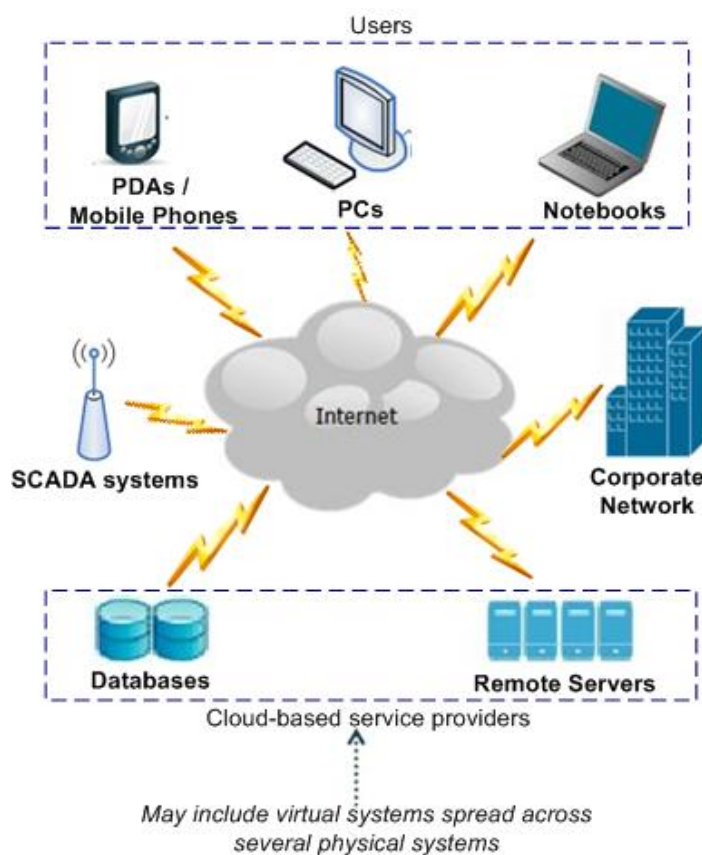 Users
PDAs /
Mobile Phones
PCs
Notebooks
Internet
SCADA systems
Corporate
Network
Databases
Remote Servers
Cloud-based service providers
May include virtual systems spread across
several physical systems